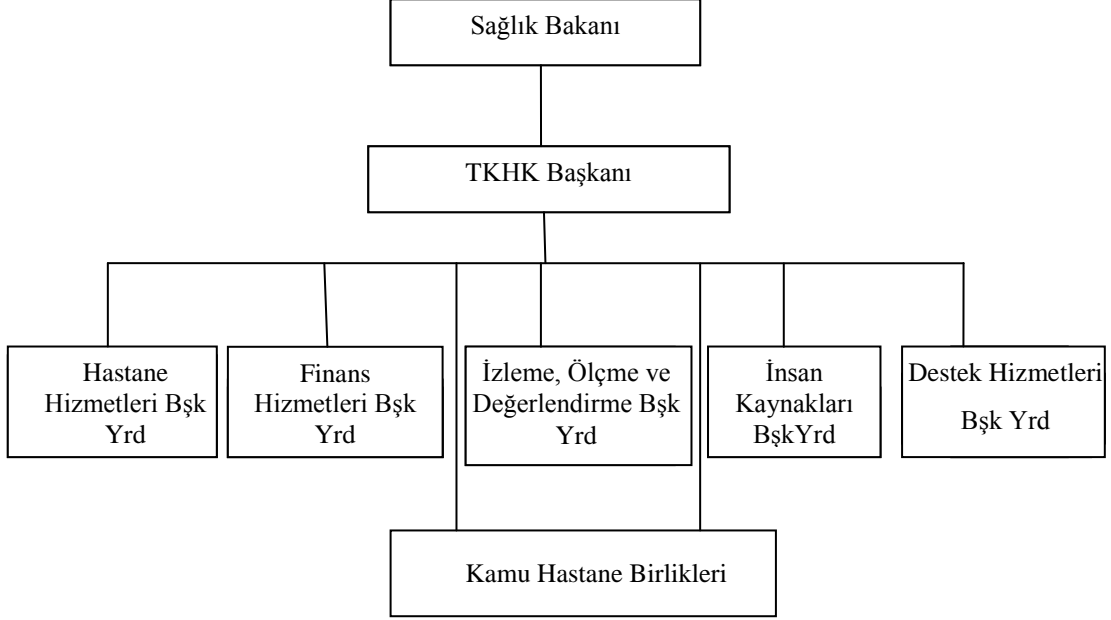 Sağlık Bakanı
TKHK Başkanı
Hastane
Hizmetleri Bşk
Yrd
Finans
Hizmetleri Bşk
Yrd
İzleme, Ölçme ve
Değerlendirme Bşk
Yrd
İnsan
Kaynakları
BşkYrd
Destek Hizmetleri
Bşk Yrd
Kamu Hastane Birlikleri